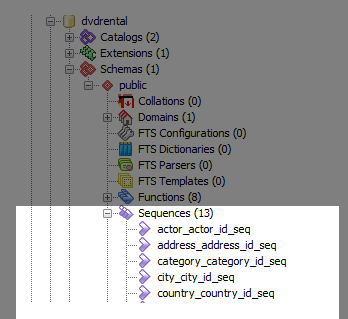 dvdrental
Catalogs (2)
Extensions (1)
Schemas (1)
public
Collations (0)
Domains (1)
FTS Configurations (0)
FTS Dictionaries (0)
FTS Parsers (0)
FTS Templates (0)
Functions (8)
Sequences (13)
actor_actor_id_seq
address_address_id_seq
category_category_id_seq
city_city_id_seq
country_country_id_seq